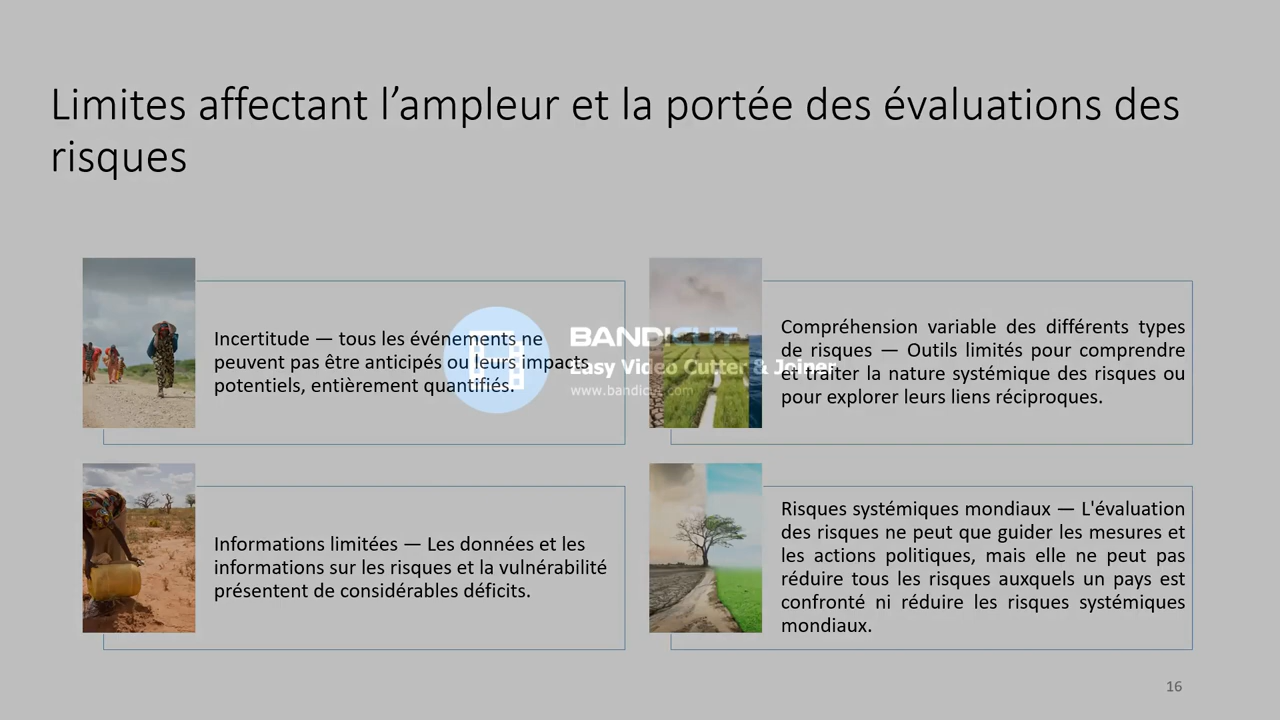 Limites affectant l’ampleur et la portée des évaluations des
risques
Incertitude — tous les événements ne
peuvent pas être anticipés ou leurs impacts
potentiels, entièrement quantifiés.
Compréhension variable des différents types
de risques — Outils limités pour comprendre
et traiter la nature systémique des risques ou
pour explorer leurs liens réciproques.
BANDICUT
Easy Video Cutter & Joiner
www.bandicut.com
Informations limitées — Les données et les
informations sur les risques et la vulnérabilité
présentent de considérables déficits.
Risques systémiques mondiaux — L'évaluation
des risques ne peut que guider les mesures et
les actions politiques, mais elle ne peut pas
réduire tous les risques auxquels un pays est
confronté ni réduire les risques systémiques
mondiaux.
16